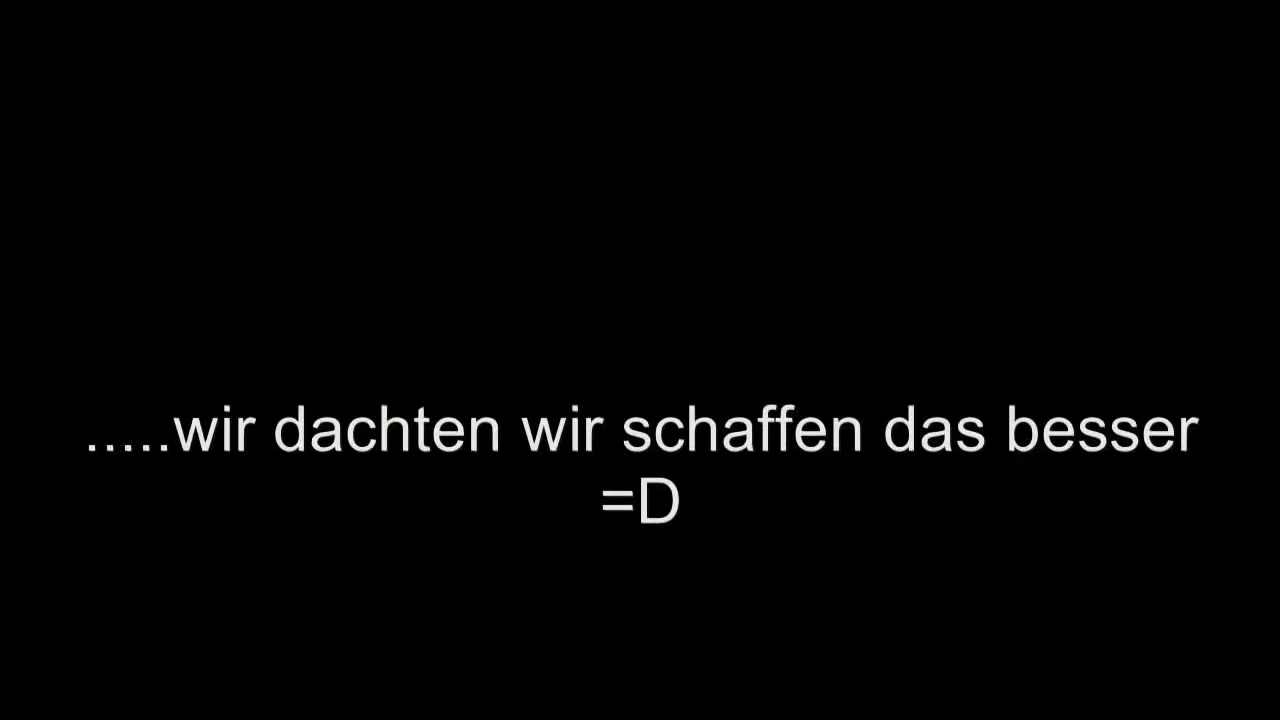 .....wir dachten wir schaffen das besser
=D